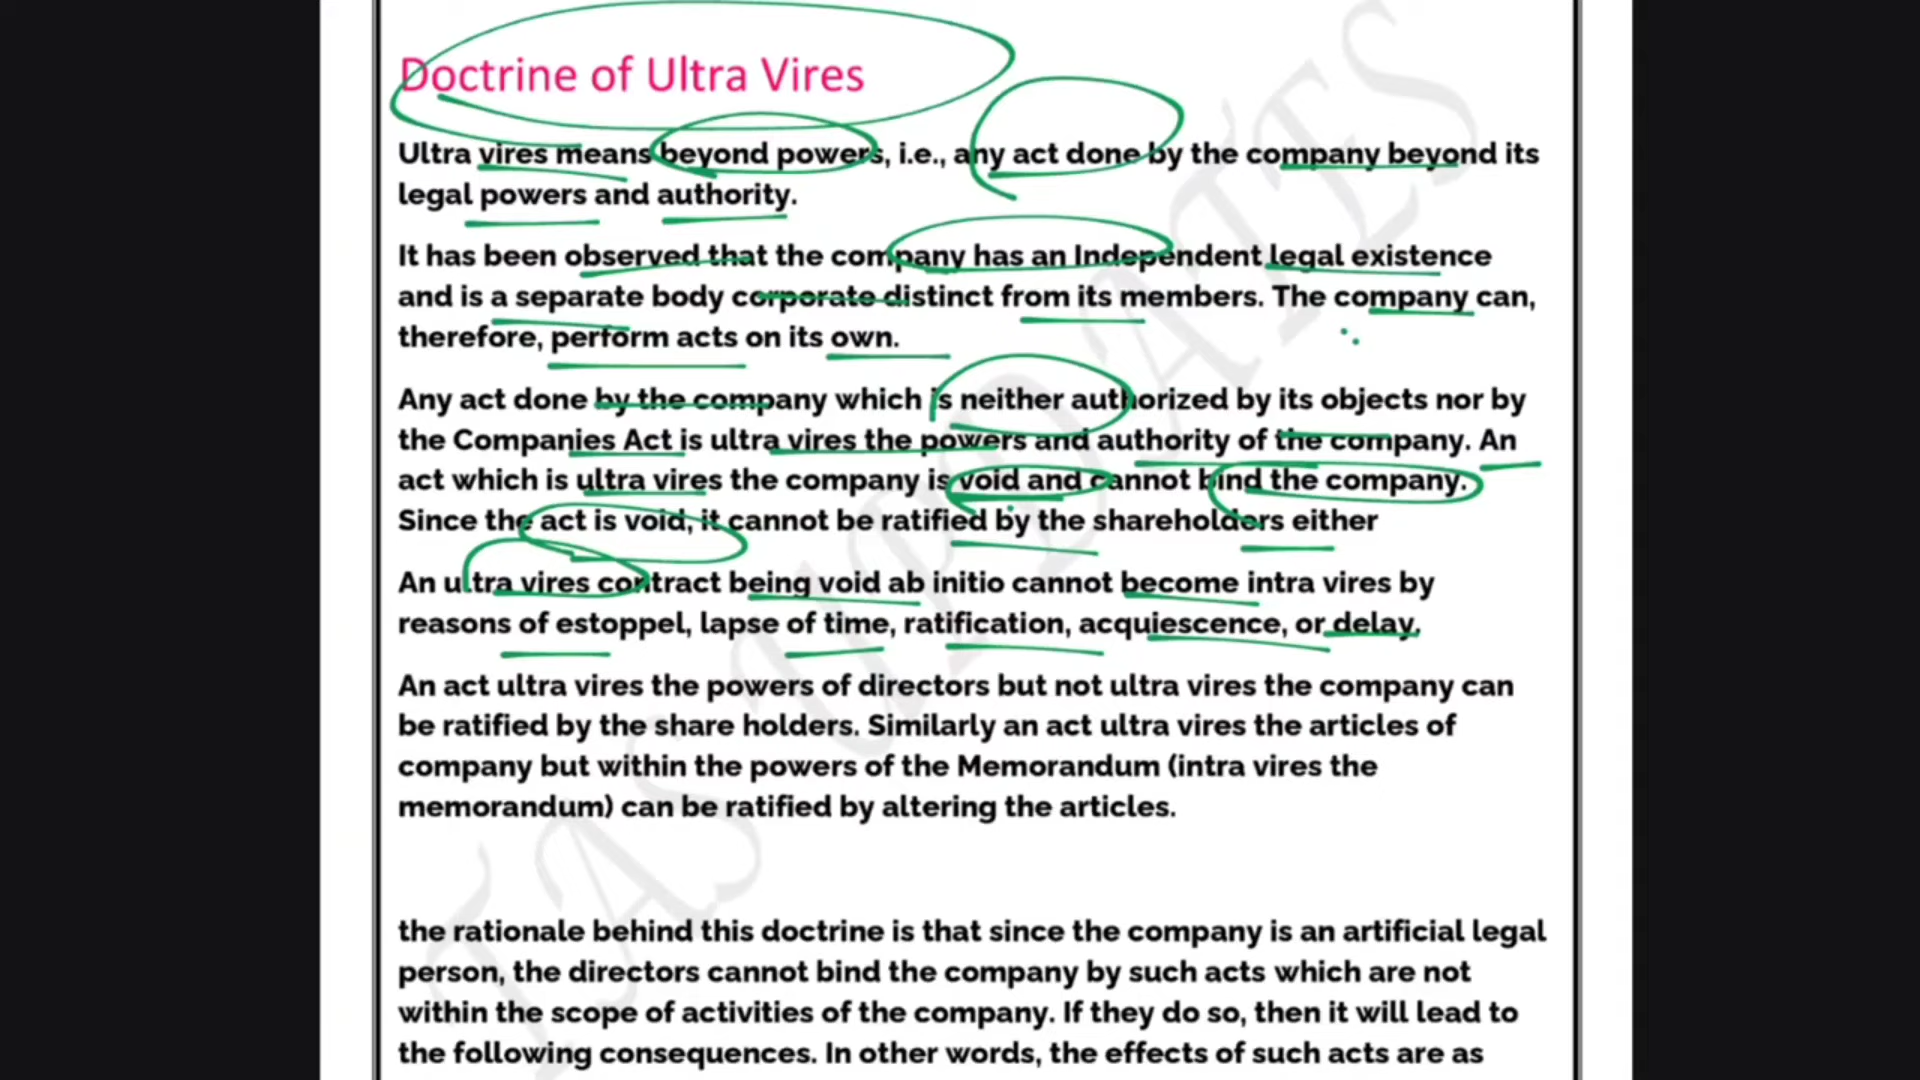 Doctrine of Ultra Vires
Ultra vires means beyond powers, i.e., any act done by the company beyond its
legal powers and authority.
It has been observed that the company has an Independent legal existence
and is a separate body corporate distinct from its members. The company can,
therefore, perform acts on its own.
Any act done by the company which is neither authorized by its objects nor by
the Companies Act is ultra vires the powers and authority of the company. An
act which is ultra vires the company is void and cannot bind the company.
Since the act is void, it cannot be ratified by the shareholders either
An ultra vires contract being void ab initio cannot become intra vires by
reasons of estoppel, lapse of time, ratification, acquiescence, or delay.
An act ultra vires the powers of directors but not ultra vires the company can
be ratified by the share holders. Similarly an act ultra vires the articles of
company but within the powers of the Memorandum (intra vires the
memorandum) can be ratified by altering the articles.
the rationale behind this doctrine is that since the company is an artificial legal
person, the directors cannot bind the company by such acts which are not
within the scope of activities of the company. If they do so, then it will lead to
the following consequences. In other words, the effects of such acts are as
TAS UPDATES